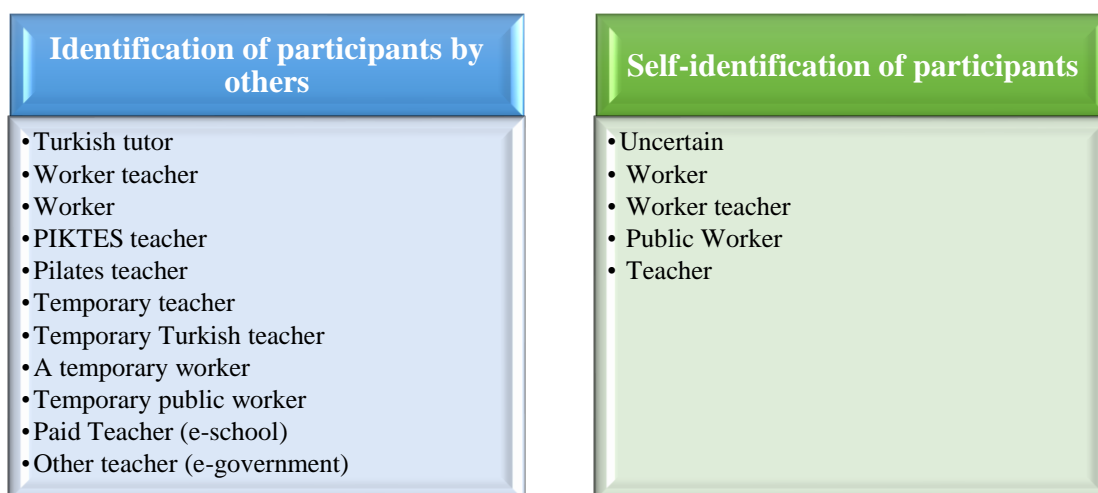 Identification of participants by
others
•Turkish tutor
•Worker teacher
•Worker
•PIKTES teacher
•Pilates teacher
•Temporary teacher
•Temporary Turkish teacher
•A temporary worker
•Temporary public worker
•Paid Teacher (e-school)
•Other teacher (e-government)
Self-identification of participants
•Uncertain
• Worker
• Worker teacher
• Public Worker
• Teacher